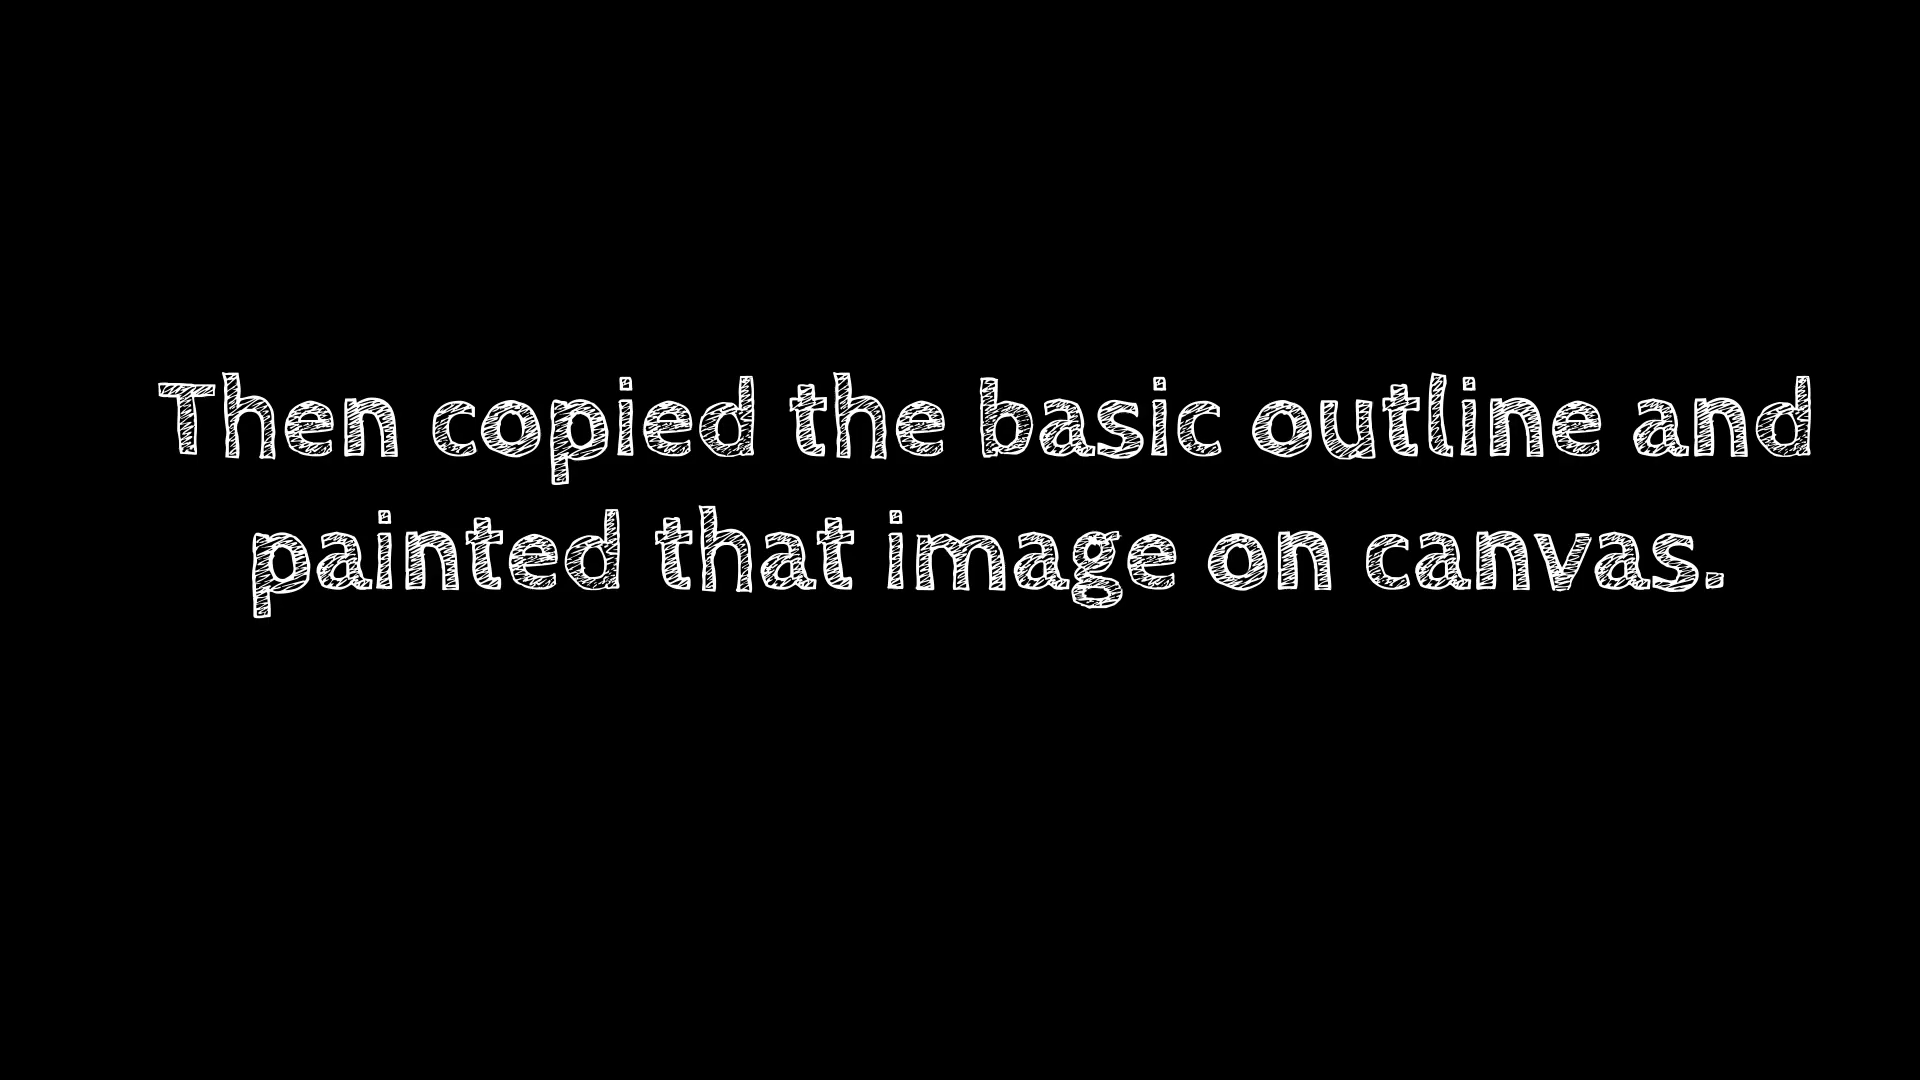 Then copied the basic outline and
painted that image on canvas.